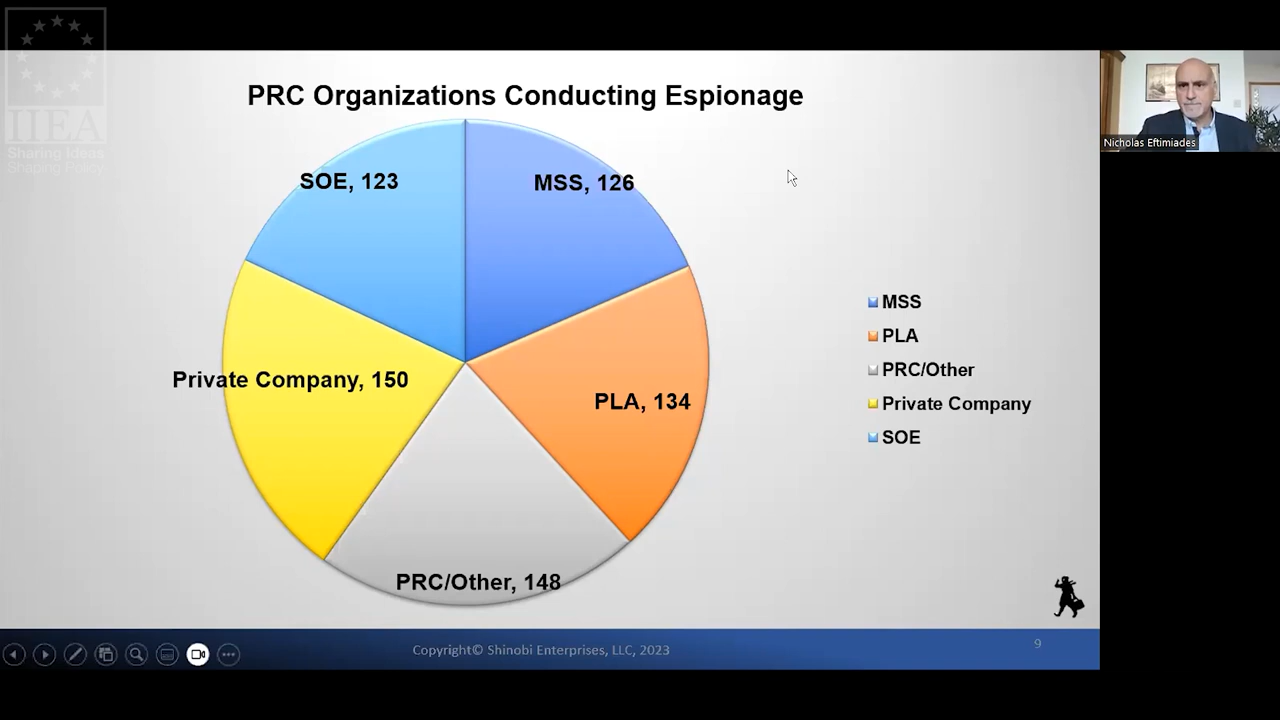 IIEA
Sharing Ideas
Shaping Policy
PRC Organizations Conducting Espionage
Nicholas Eftimiades
SOE, 123
MSS, 126
Private Company, 150
PLA, 134
PRC/Other, 148
MSS
PLA
PRC/Other
Private Company
SOE
Copyright© Shinobi Enterprises, LLC, 2023
9